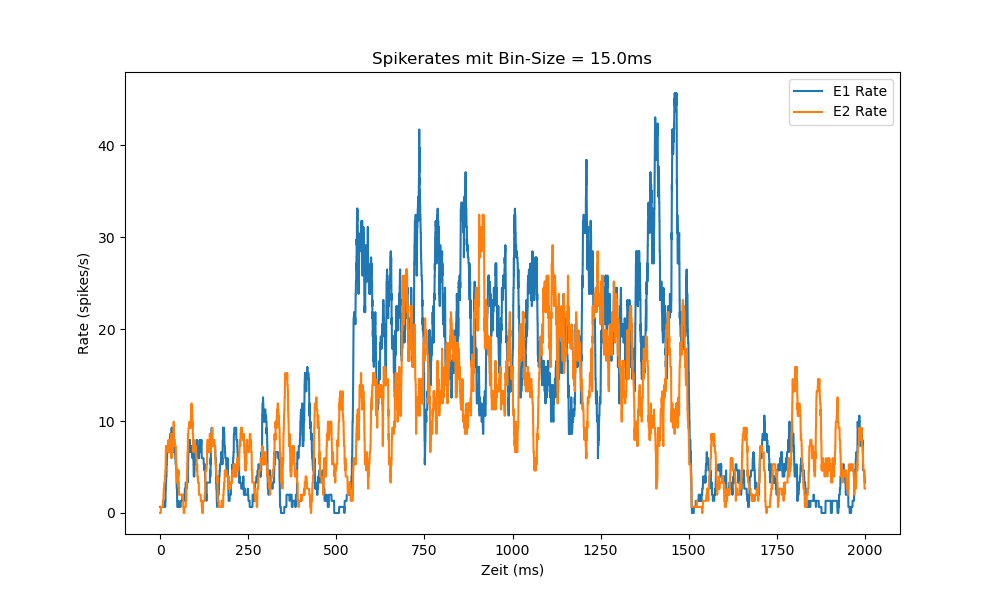 Spikerates mit Bin-Size = 15.0ms
E1 Rate
E2 Rate
Rate (spikes/s)
40
30
20
10
0
0 250 500 750 1000 1250 1500 1750 2000
Zeit (ms)